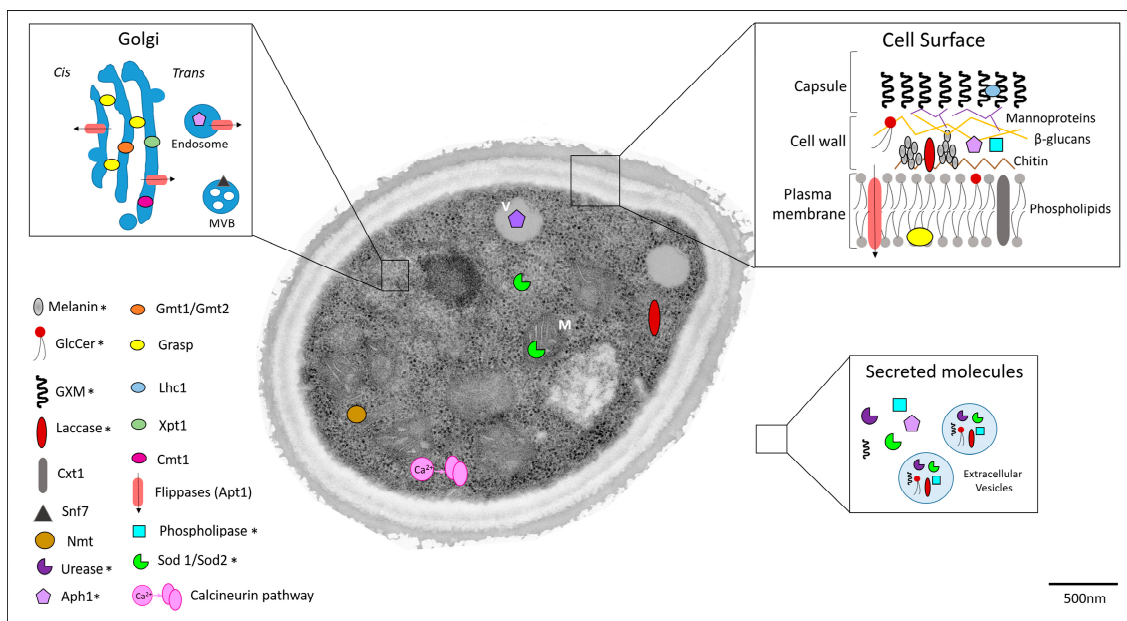 Golgi
Cis
Trans
Endosome
MVB
Cell Surface
Capsule
Mannoproteins
Cell wall
β-glucans
Chitin
Plasma
membrane
Phospholipids
V
M
Ca²⁺
Melanin *
GlcCer *
GXM *
Laccase *
Cxt1
Snf7
Nmt
Urease *
Aph1*
Gmt1/Gmt2
Grasp
Lhc1
Xpt1
Cmt1
Flippases (Apt1)
Phospholipase *
Sod 1/Sod2 *
Ca²⁺
Calcineurin pathway
Secreted molecules
Extracellular
Vesicles
500nm